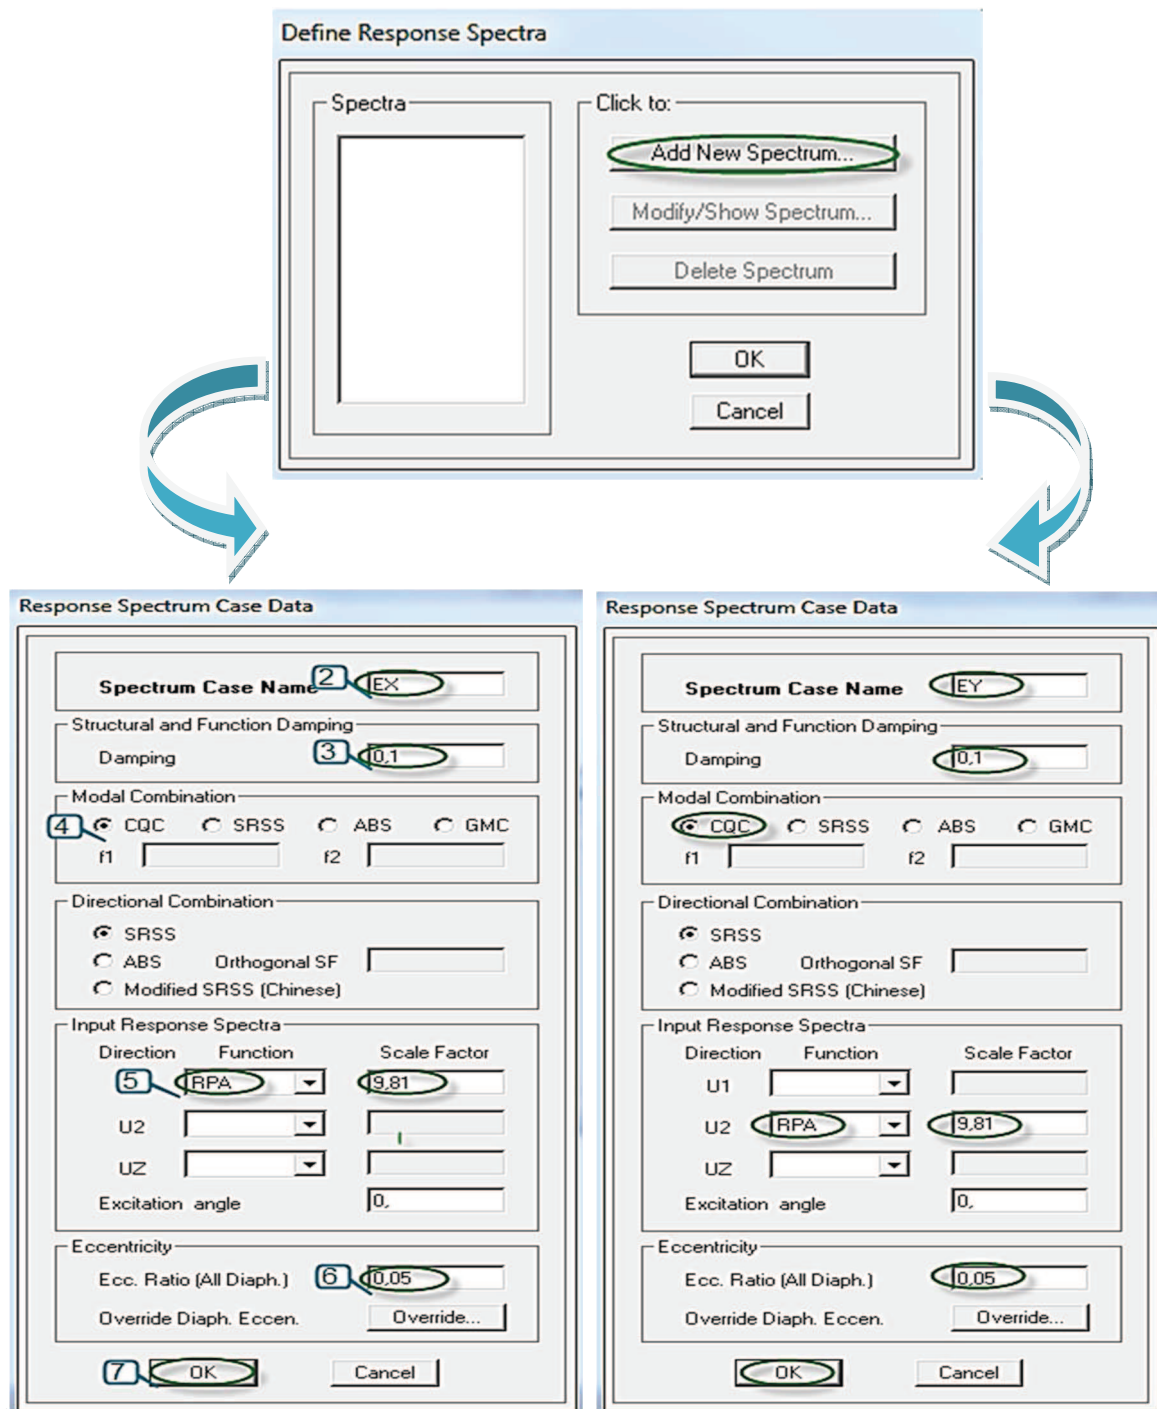 Define Response Spectra
Spectra
Click to:
Add New Spectrum...
Modify/Show Spectrum...
Delete Spectrum
OK
Cancel
Response Spectrum Case Data
Spectrum Case Name 2 EX
Structural and Function Damping
Damping 3 0,1
Modal Combination
4 CQC SRSS ABS GMC
f1 f2
Directional Combination
SRSS
ABS Orthogonal SF
Modified SRSS (Chinese)
Input Response Spectra
Direction Function Scale Factor
5 RPA 9,81
U2
UZ
Excitation angle 0,
Eccentricity
Ecc. Ratio (All Diaph.) 6 0,05
Override Diaph. Eccen. Override...
7 OK Cancel
Response Spectrum Case Data
Spectrum Case Name EY
Structural and Function Damping
Damping 0,1
Modal Combination
CQC SRSS ABS GMC
f1 f2
Directional Combination
SRSS
ABS Orthogonal SF
Modified SRSS (Chinese)
Input Response Spectra
Direction Function Scale Factor
U1
U2 RPA 9,81
UZ
Excitation angle 0,
Eccentricity
Ecc. Ratio (All Diaph.) 0,05
Override Diaph. Eccen. Override...
OK Cancel